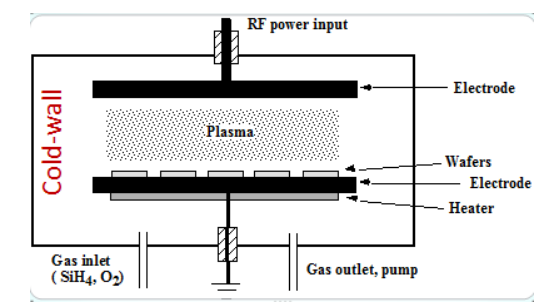 RF power input
Electrode
Cold-wall
Plasma
Wafers
Electrode
Heater
Gas inlet
( SiH₄, O₂)
Gas outlet, pump